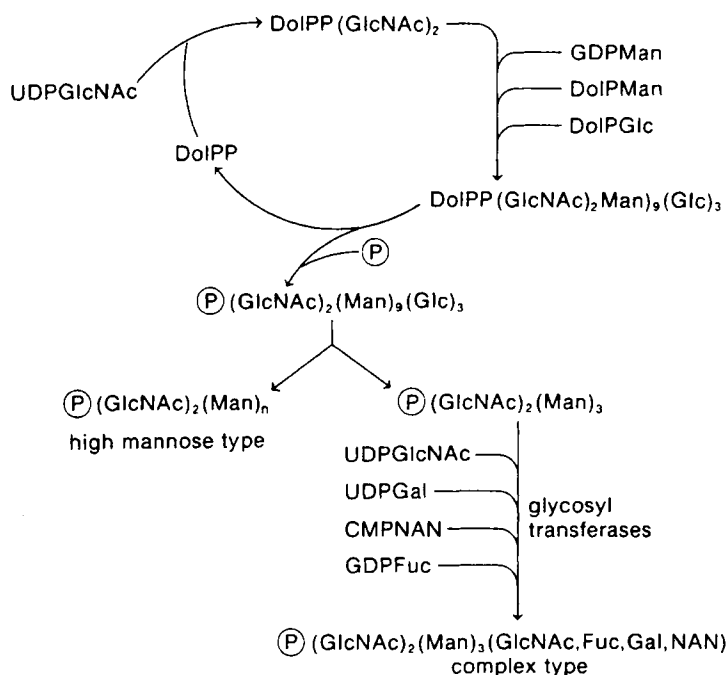 DolPP(GlcNAc)₂
GDPMan
UDPGlcNAc
DolPMan
DolPGlc
DolPP
DolPP(GlcNAc)₂Man)₉(Glc)₃
Ⓟ
Ⓟ(GlcNAc)₂(Man)₉(Glc)₃
Ⓟ(GlcNAc)₂(Man)ₙ
high mannose type
Ⓟ(GlcNAc)₂(Man)₃
UDPGlcNAc
UDPGal
CMPNAN
GDPFuc
glycosyl
transferases
Ⓟ(GlcNAc)₂(Man)₃(GlcNAc,Fuc,Gal,NAN)
complex type